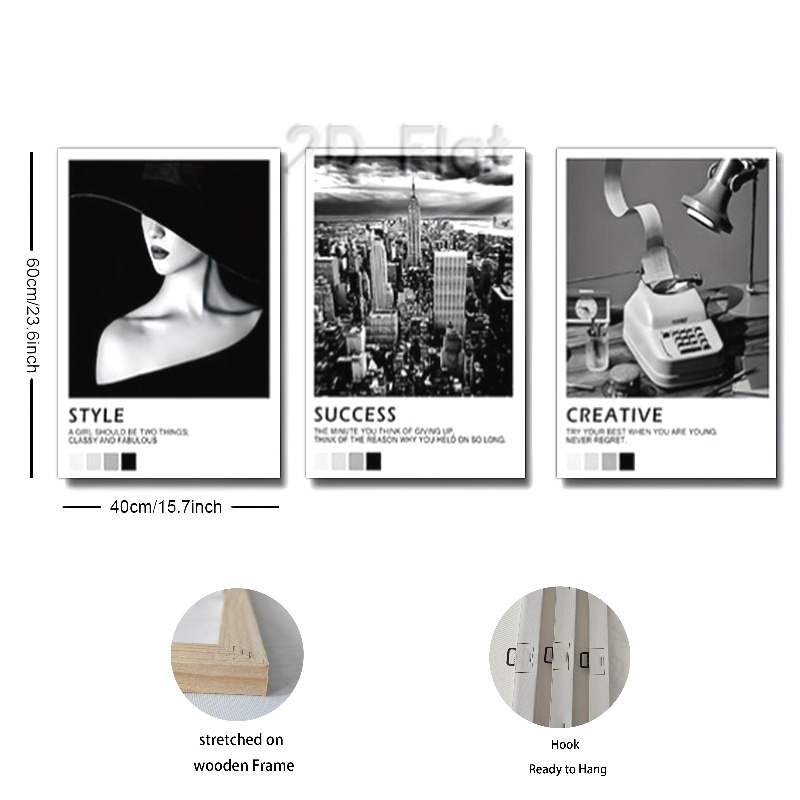 2D Flat
60cm/23.6inch
STYLE
A GIRL SHOULD BE TWO THINGS;
CLASSY AND FABULOUS
SUCCESS
THE MINUTE YOU THINK OF GIVING UP,
THINK OF THE REASON WHY YOU HELD ON SO LONG.
CREATIVE
TRY YOUR BEST WHEN YOU ARE YOUNG.
NEVER REGRET.
40cm/15.7inch
stretched on
wooden Frame
Hook
Ready to Hang